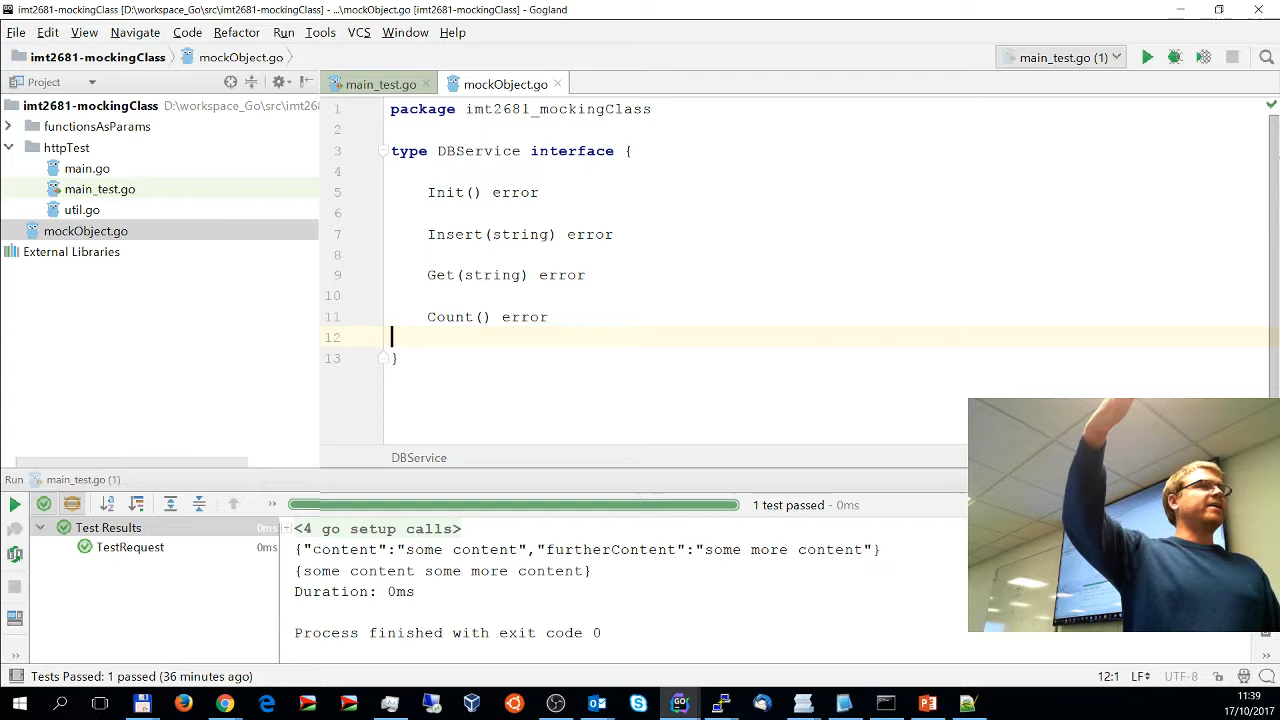 imt2681-mockingClass [D:\workspace_Go\src\imt2681-mockingClass] - ...\mockObject.go [imt2681-mockingClass] - Gogland
File Edit View Navigate Code Refactor Run Tools VCS Window Help
imt2681-mockingClass mockObject.go main_test.go (1)
Project
main_test.go mockObject.go
imt2681-mockingClass D:\workspace_Go\src\imt26
functionsAsParams
httpTest
main.go
main_test.go
util.go
mockObject.go
External Libraries
1 package imt2681_mockingClass
2
3 type DBService interface {
4
5 Init() error
6
7 Insert(string) error
8
9 Get(string) error
10
11 Count() error
12
13 }
DBService
Run main_test.go (1)
1 test passed - 0ms
Test Results 0ms
TestRequest 0ms
<4 go setup calls>
{"content":"some content","furtherContent":"some more content"}
{some content some more content}
Duration: 0ms
Process finished with exit code 0
Tests Passed: 1 passed (36 minutes ago) 12:1 LF UTF-8
11:39
17/10/2017